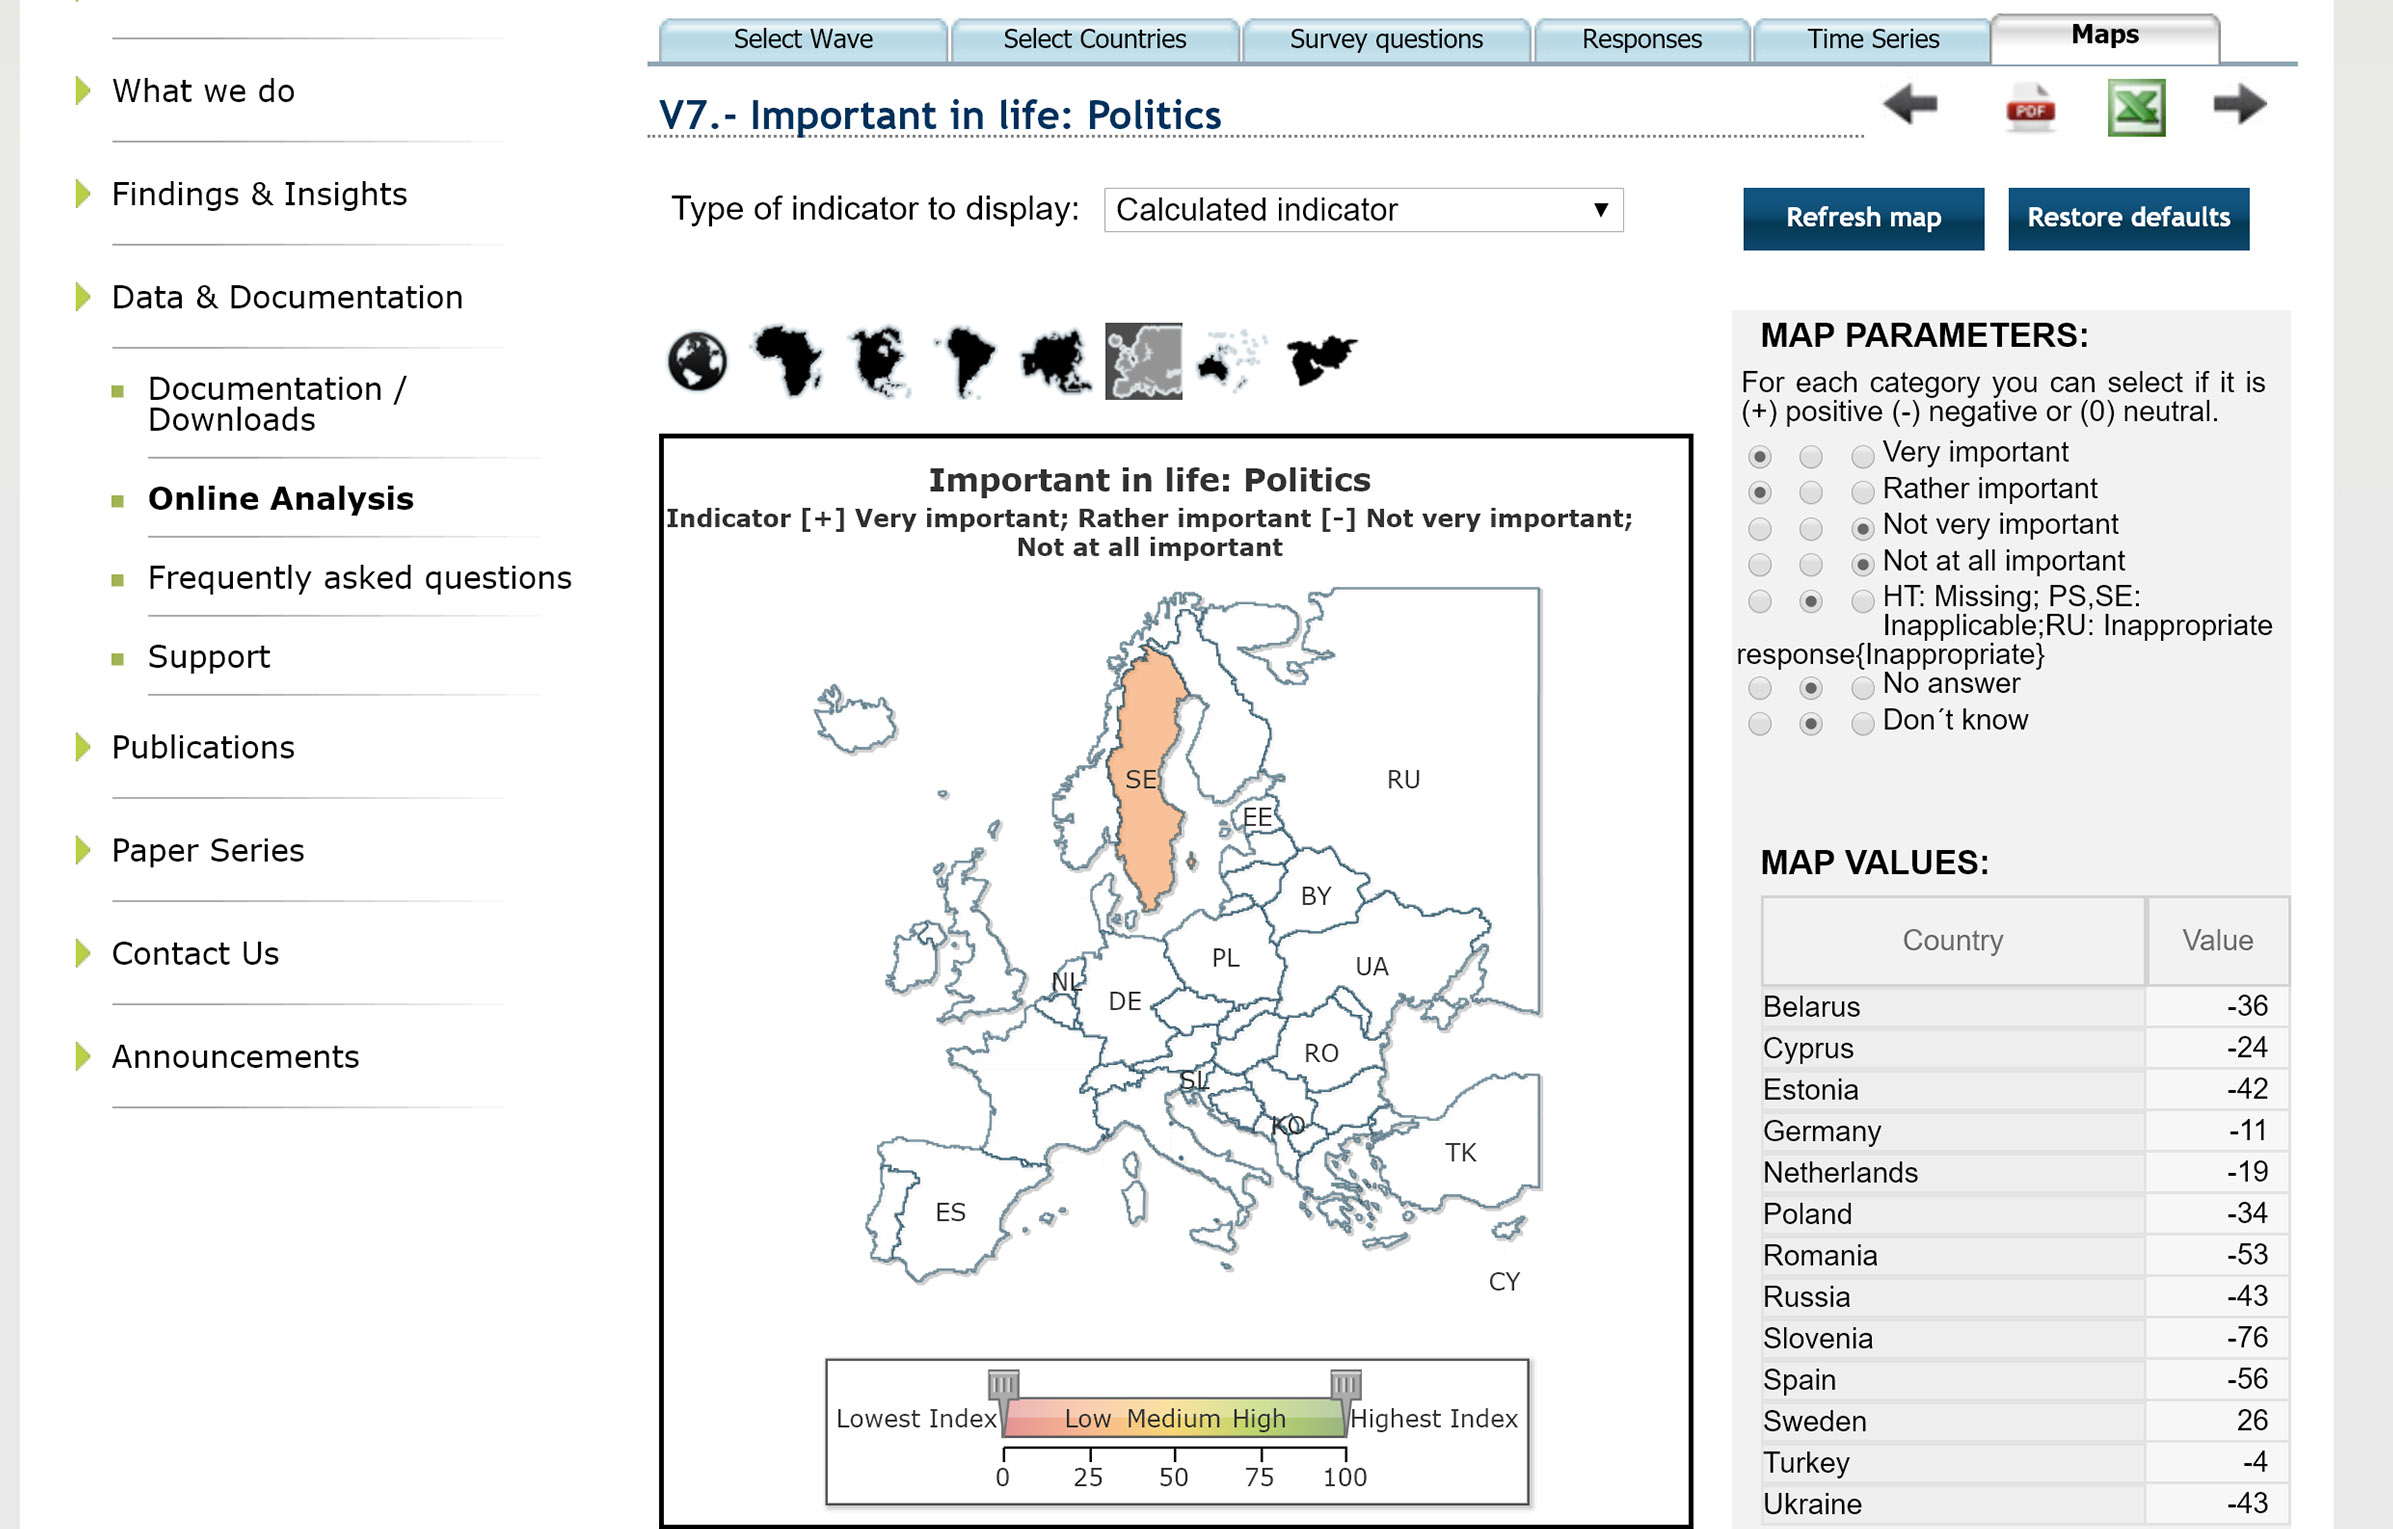 What we do
Findings & Insights
Data & Documentation
Documentation /
Downloads
Online Analysis
Frequently asked questions
Support
Publications
Paper Series
Contact Us
Announcements
Select Wave
Select Countries
Survey questions
Responses
Time Series
Maps
V7.- Important in life: Politics
PDF
Type of indicator to display:
Calculated indicator
Refresh map
Restore defaults
Important in life: Politics
Indicator [+] Very important; Rather important [-] Not very important;
Not at all important
SE
RU
EE
BY
PL
UA
NL
DE
RO
SL
KO
TK
ES
CY
Lowest Index
Low Medium High
Highest Index
0 25 50 75 100
MAP PARAMETERS:
For each category you can select if it is
(+) positive (-) negative or (0) neutral.
Very important
Rather important
Not very important
Not at all important
HT: Missing; PS,SE:
Inapplicable;RU: Inappropriate
response{Inappropriate}
No answer
Don´t know
MAP VALUES:
Country Value
Belarus -36
Cyprus -24
Estonia -42
Germany -11
Netherlands -19
Poland -34
Romania -53
Russia -43
Slovenia -76
Spain -56
Sweden 26
Turkey -4
Ukraine -43